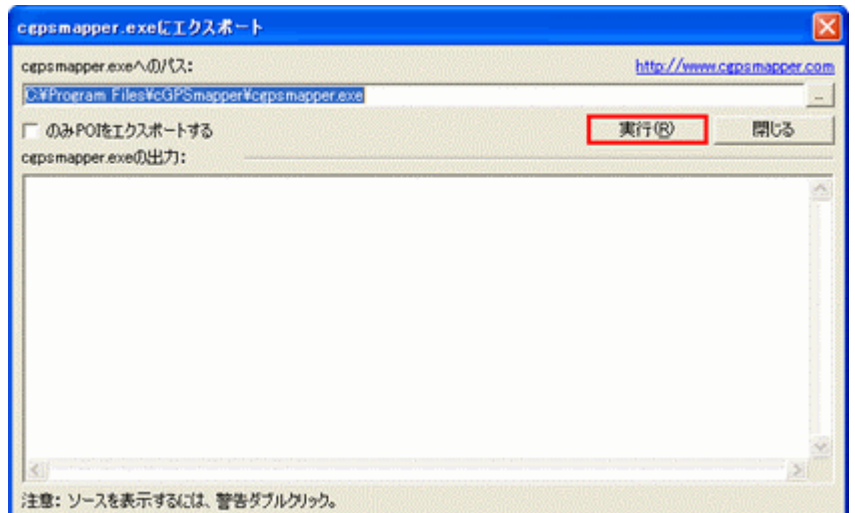 cgpsmapper.exeにエクスポート
cgpsmapper.exeへのパス:
http://www.cgpsmapper.com
C:¥Program Files¥cGPSmapper¥cgpsmapper.exe
...
のみPOIをエクスポートする
実行(R)
閉じる
cgpsmapper.exeの出力:
注意: ソースを表示するには、警告ダブルクリック。